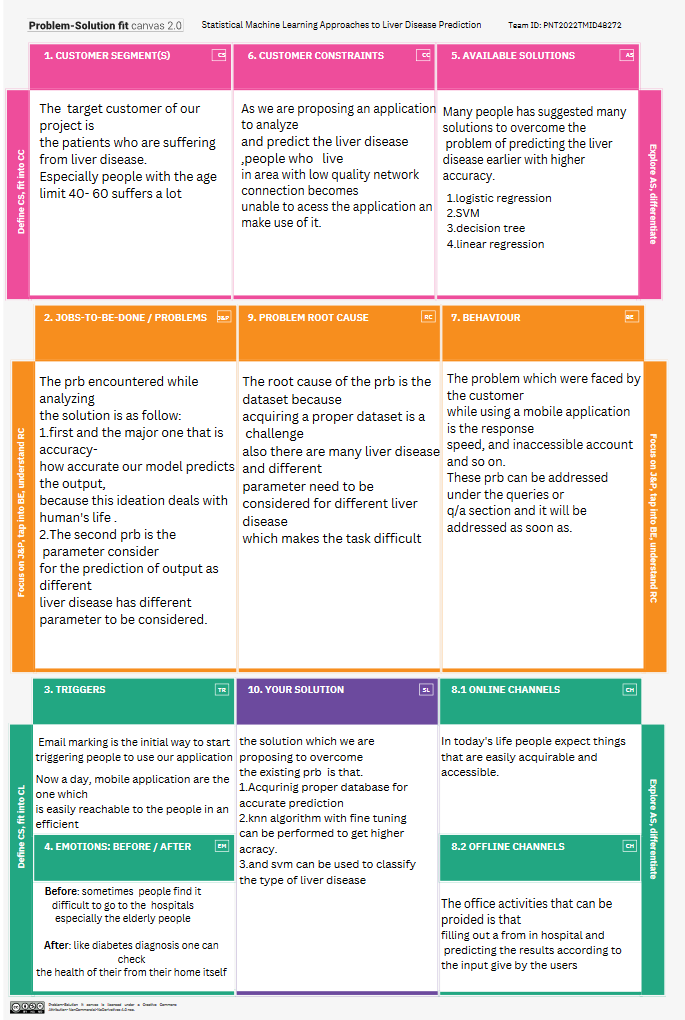 Problem-Solution fit canvas 2.0
Statistical Machine Learning Approaches to Liver Disease Prediction
Team ID: PNT2022TMID48272
1. CUSTOMER SEGMENT(S)
CS
The target customer of our
project is
the patients who are suffering
from liver disease.
Especially people with the age
limit 40- 60 suffers a lot
6. CUSTOMER CONSTRAINTS
CC
As we are proposing an application
to analyze
and predict the liver disease
,people who live
in area with low quality network
connection becomes
unable to acess the application an
make use of it.
5. AVAILABLE SOLUTIONS
AS
Many people has suggested many
solutions to overcome the
problem of predicting the liver
disease earlier with higher
accuracy.
1.logistic regression
2.SVM
3.decision tree
4.linear regression
Define CS, fit into CC
Explore AS, differentiate
2. JOBS-TO-BE-DONE / PROBLEMS
J&P
The prb encountered while
analyzing
the solution is as follow:
1.first and the major one that is
accuracy-
how accurate our model predicts
the output,
because this ideation deals with
human's life .
2.The second prb is the
parameter consider
for the prediction of output as
different
liver disease has different
parameter to be considered.
9. PROBLEM ROOT CAUSE
RC
The root cause of the prb is the
dataset because
acquiring a proper dataset is a
challenge
also there are many liver disease
and different
parameter need to be
considered for different liver
disease
which makes the task difficult
7. BEHAVIOUR
BE
The problem which were faced by
the customer
while using a mobile application
is the response
speed, and inaccessible account
and so on.
These prb can be addressed
under the queries or
q/a section and it will be
addressed as soon as.
Focus on J&P, tap into BE, understand RC
Focus on J&P, tap into BE, understand RC
3. TRIGGERS
TR
Email marking is the initial way to start
triggering people to use our application
Now a day, mobile application are the
one which
is easily reachable to the people in an
efficient
4. EMOTIONS: BEFORE / AFTER
EM
Before: sometimes people find it
difficult to go to the hospitals
especially the elderly people
After: like diabetes diagnosis one can
check
the health of their from their home itself
10. YOUR SOLUTION
SL
the solution which we are
proposing to overcome
the existing prb is that.
1.Acqurinig proper database for
accurate prediction
2.knn algorithm with fine tuning
can be performed to get higher
acracy.
3.and svm can be used to classify
the type of liver disease
8.1 ONLINE CHANNELS
CH
In today's life people expect things
that are easily acquirable and
accessible.
8.2 OFFLINE CHANNELS
CH
The office activities that can be
proided is that
filling out a from in hospital and
predicting the results according to
the input give by the users
Define CS, fit into CL
Explore AS, differentiate
Problem-Solution fit canvas is licensed under a Creative Commons